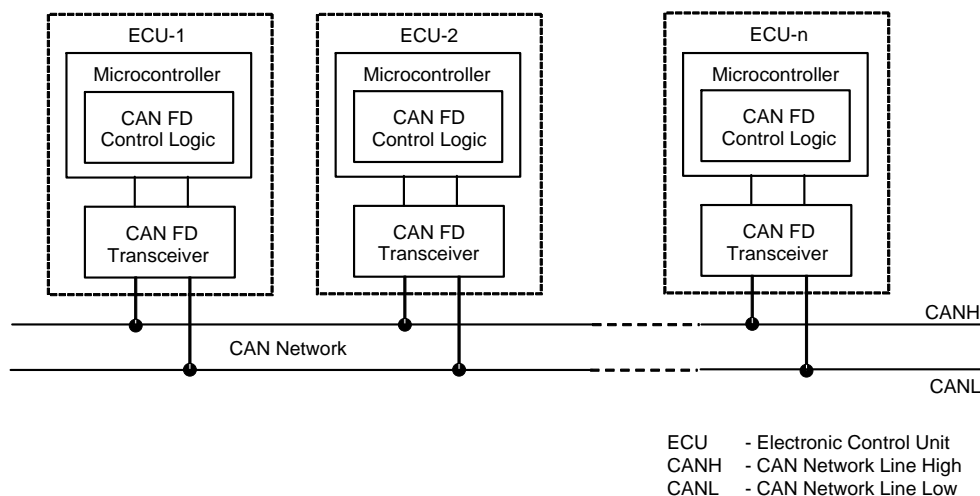 ECU-1
Microcontroller
CAN FD
Control Logic
CAN FD
Transceiver
ECU-2
Microcontroller
CAN FD
Control Logic
CAN FD
Transceiver
ECU-n
Microcontroller
CAN FD
Control Logic
CAN FD
Transceiver
CANH
CAN Network
CANL
ECU - Electronic Control Unit
CANH - CAN Network Line High
CANL - CAN Network Line Low